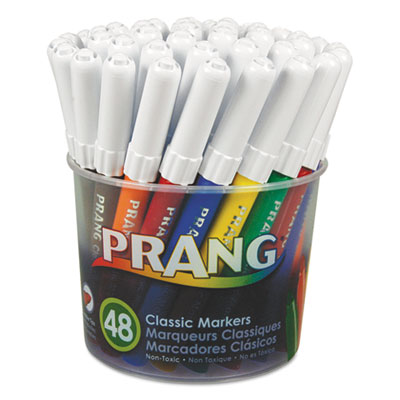 PRANG
48
Classic Markers
Marqueurs Classiques
Marcadores Clásicos
Non-Toxic • Non Toxique • No es Tóxico